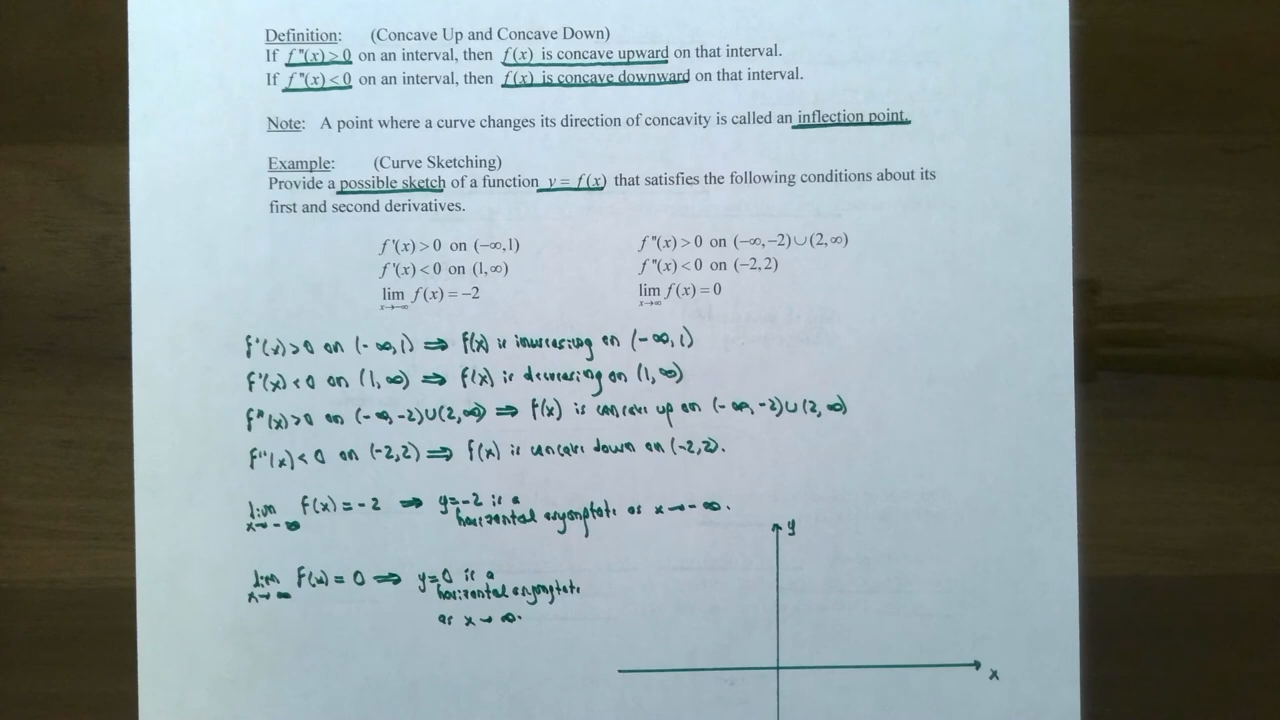 Definition: (Concave Up and Concave Down)
If f"(x)>0 on an interval, then f(x) is concave upward on that interval.
If f"(x)<0 on an interval, then f(x) is concave downward on that interval.
Note: A point where a curve changes its direction of concavity is called an inflection point.
Example: (Curve Sketching)
Provide a possible sketch of a function y = f(x) that satisfies the following conditions about its
first and second derivatives.
f'(x)>0 on (-∞,1) f"(x)>0 on (-∞,-2)∪(2,∞)
f'(x)<0 on (1,∞) f"(x)<0 on (-2,2)
lim x→-∞ f(x)=-2 lim x→∞ f(x)=0
f'(x)>0 on (-∞,1) ⇒ f(x) is increasing on (-∞,1)
f'(x)<0 on (1,∞) ⇒ f(x) is decreasing on (1,∞)
f"(x)>0 on (-∞,-2)∪(2,∞) ⇒ f(x) is concave up on (-∞,-2)∪(2,∞)
f"(x)<0 on (-2,2) ⇒ f(x) is concave down on (-2,2).
lim x→-∞ f(x)=-2 ⇒ y=-2 is a
horizontal asymptote as x→-∞.
y
lim x→∞ f(x)=0 ⇒ y=0 is a
horizontal asymptote
as x→∞.
x